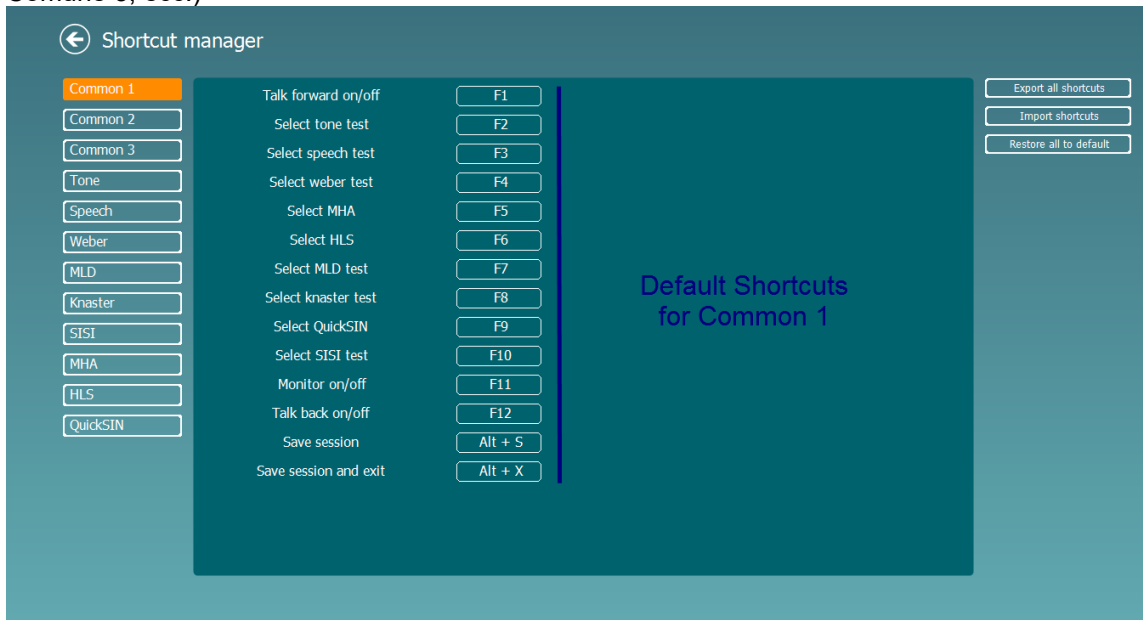 Shortcut manager
Common 1
Common 2
Common 3
Tone
Speech
Weber
MLD
Knaster
SISI
MHA
HLS
QuickSIN
Talk forward on/off F1
Select tone test F2
Select speech test F3
Select weber test F4
Select MHA F5
Select HLS F6
Select MLD test F7
Select knaster test F8
Select QuickSIN F9
Select SISI test F10
Monitor on/off F11
Talk back on/off F12
Save session Alt + S
Save session and exit Alt + X
Default Shortcuts
for Common 1
Export all shortcuts
Import shortcuts
Restore all to default